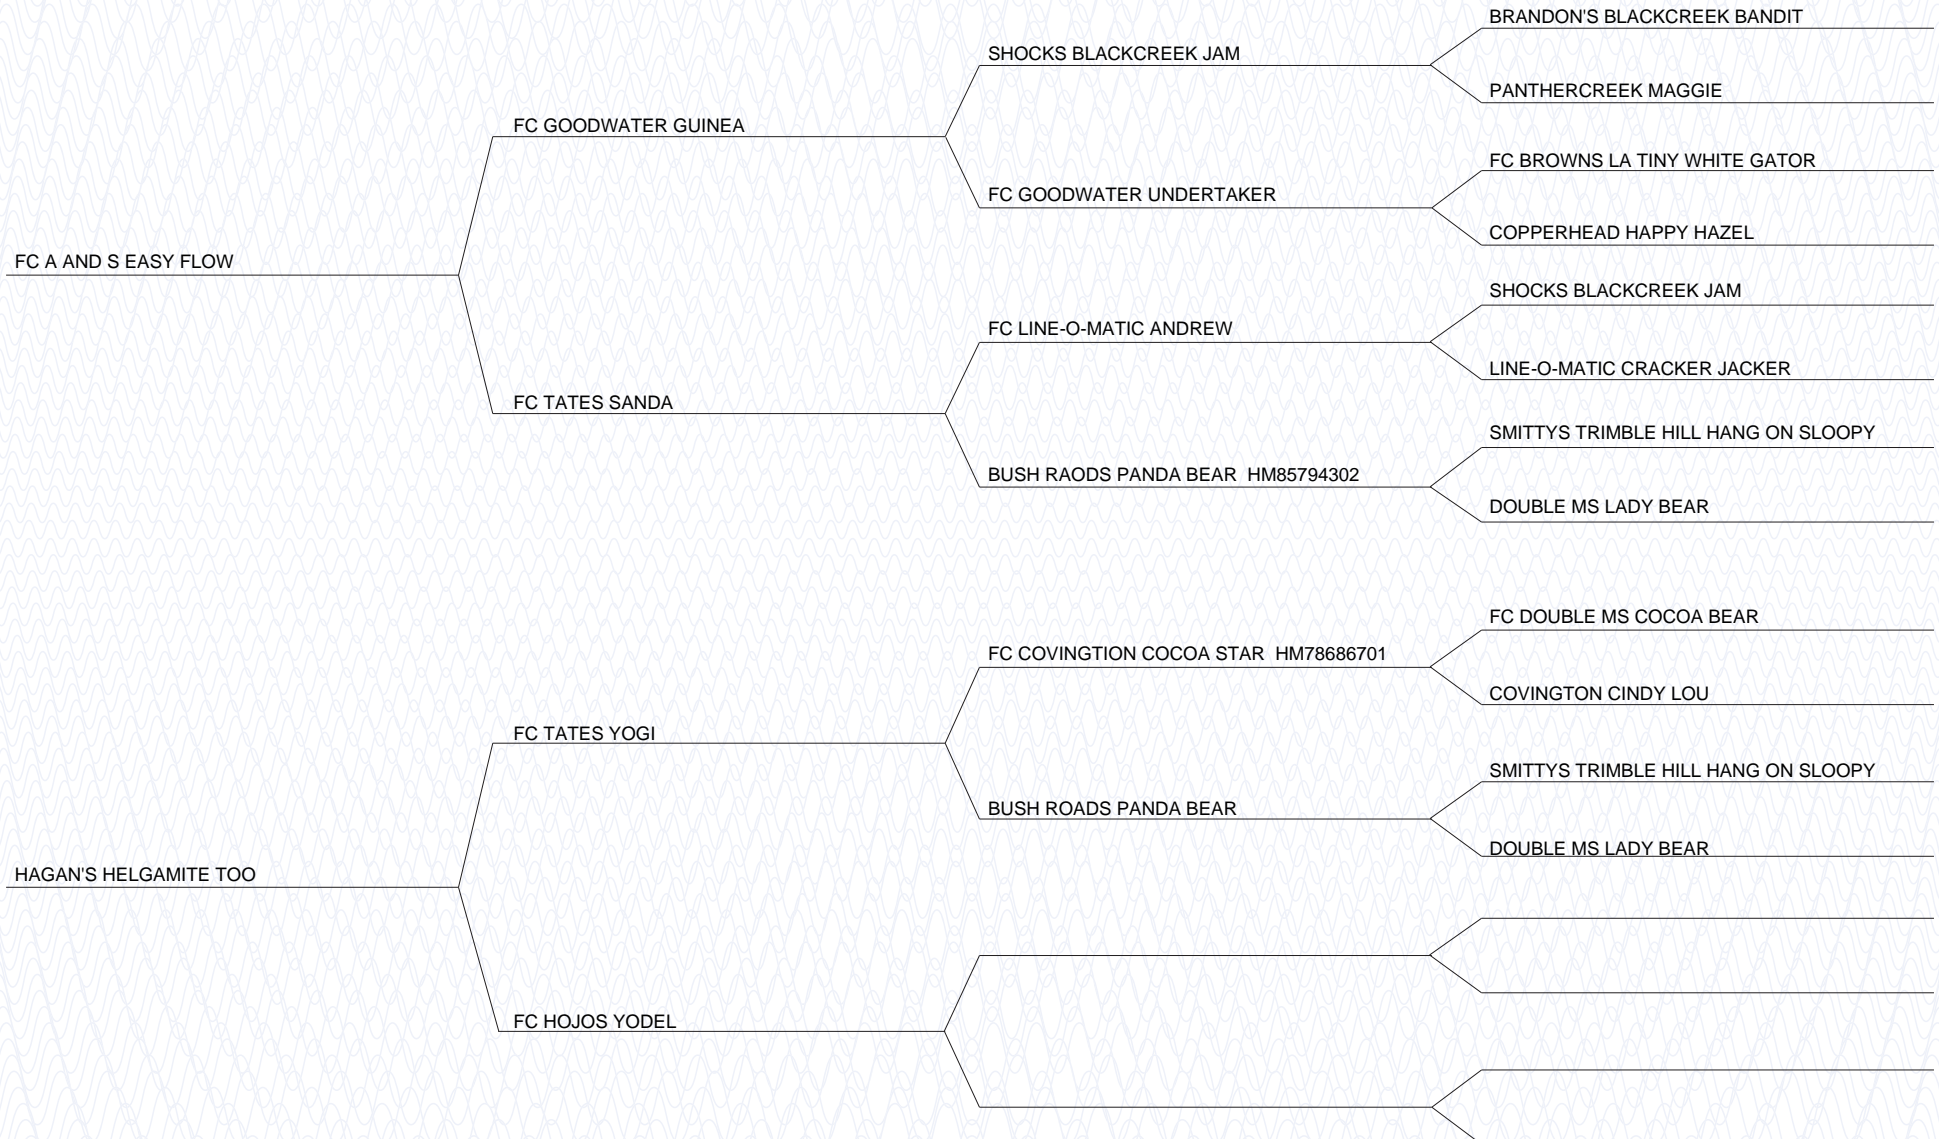 BRANDON'S BLACKCREEK BANDIT
SHOCKS BLACKCREEK JAM
PANTHERCREEK MAGGIE
FC GOODWATER GUINEA
FC BROWNS LA TINY WHITE GATOR
FC GOODWATER UNDERTAKER
COPPERHEAD HAPPY HAZEL
FC A AND S EASY FLOW
SHOCKS BLACKCREEK JAM
FC LINE-O-MATIC ANDREW
LINE-O-MATIC CRACKER JACKER
FC TATES SANDA
SMITTYS TRIMBLE HILL HANG ON SLOOPY
BUSH RAODS PANDA BEAR HM85794302
DOUBLE MS LADY BEAR
FC DOUBLE MS COCOA BEAR
FC COVINGTION COCOA STAR HM78686701
COVINGTON CINDY LOU
FC TATES YOGI
SMITTYS TRIMBLE HILL HANG ON SLOOPY
BUSH ROADS PANDA BEAR
DOUBLE MS LADY BEAR
HAGAN'S HELGAMITE TOO
FC HOJOS YODEL